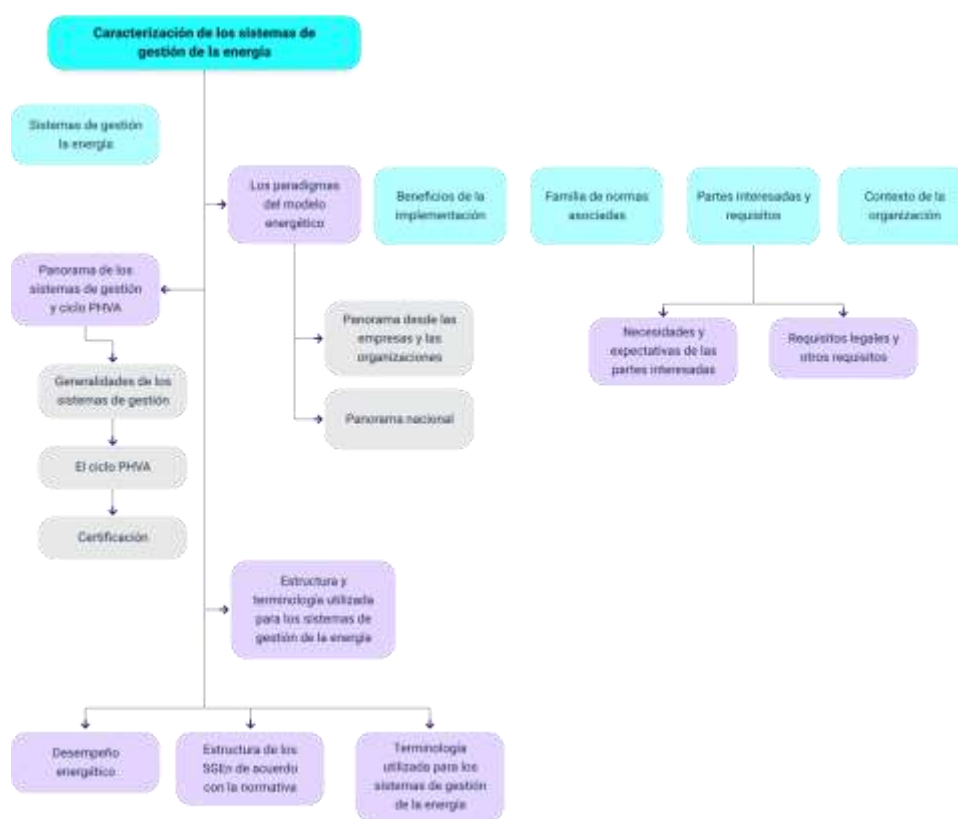 Caracterización de los sistemas de
gestión de la energía
Sistemas de gestión
la energía
Los paradigmas
del modelo
energético
Beneficios de la
implementación
Familia de normas
asociadas
Partes interesadas y
requisitos
Contexto de la
organización
Panorama de los
sistemas de gestión
y ciclo PHVA
Panorama desde las
empresas y las
organizaciones
Necesidades y
expectativas de las
partes interesadas
Requisitos legales y
otros requisitos
Generalidades de los
sistemas de gestión
Panorama nacional
El ciclo PHVA
Certificación
Estructura y
terminología utilizada
para los sistemas de
gestión de la energía
Desempeño
energético
Estructura de los
SGEn de acuerdo
con la normativa
Terminología
utilizada para los
sistemas de gestión
de la energía